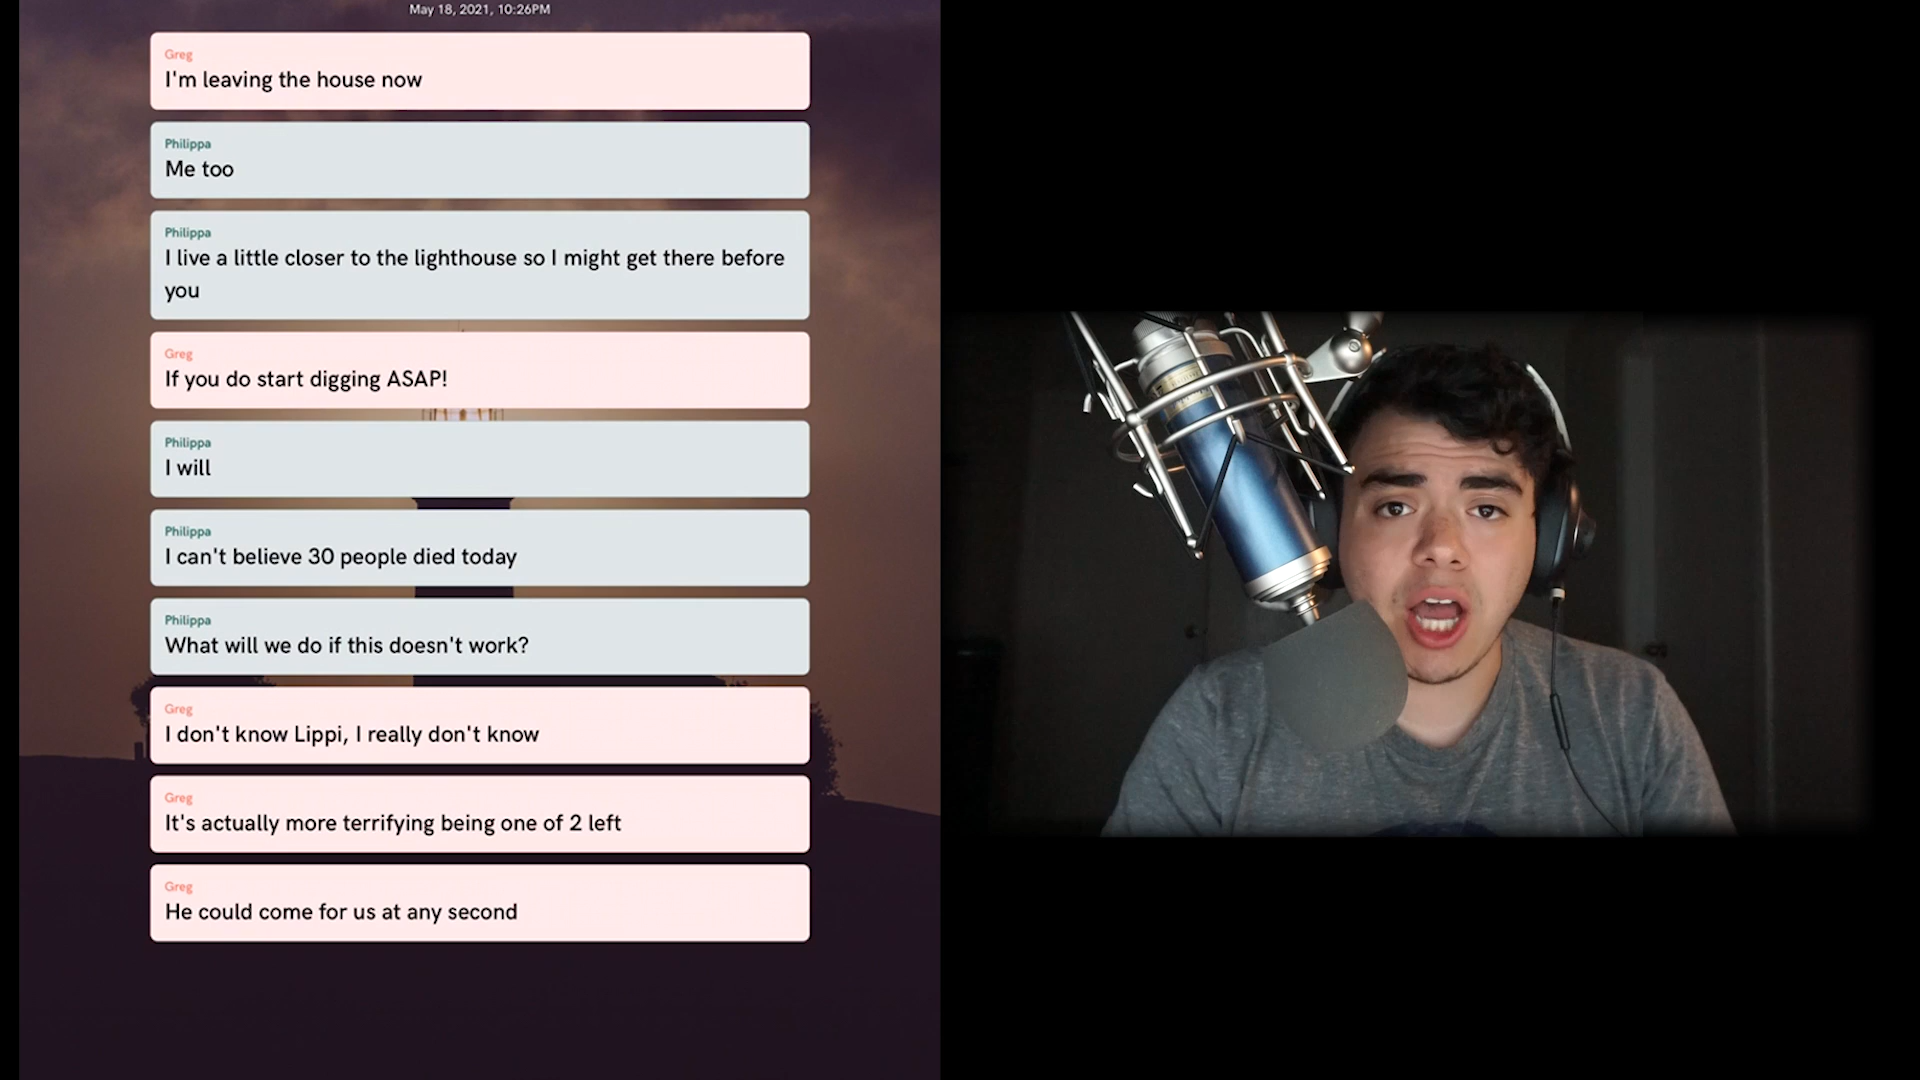 May 18, 2021, 10:26PM
Greg
I'm leaving the house now
Philippa
Me too
Philippa
I live a little closer to the lighthouse so I might get there before
you
Greg
If you do start digging ASAP!
Philippa
I will
Philippa
I can't believe 30 people died today
Philippa
What will we do if this doesn't work?
Greg
I don't know Lippi, I really don't know
Greg
It's actually more terrifying being one of 2 left
Greg
He could come for us at any second